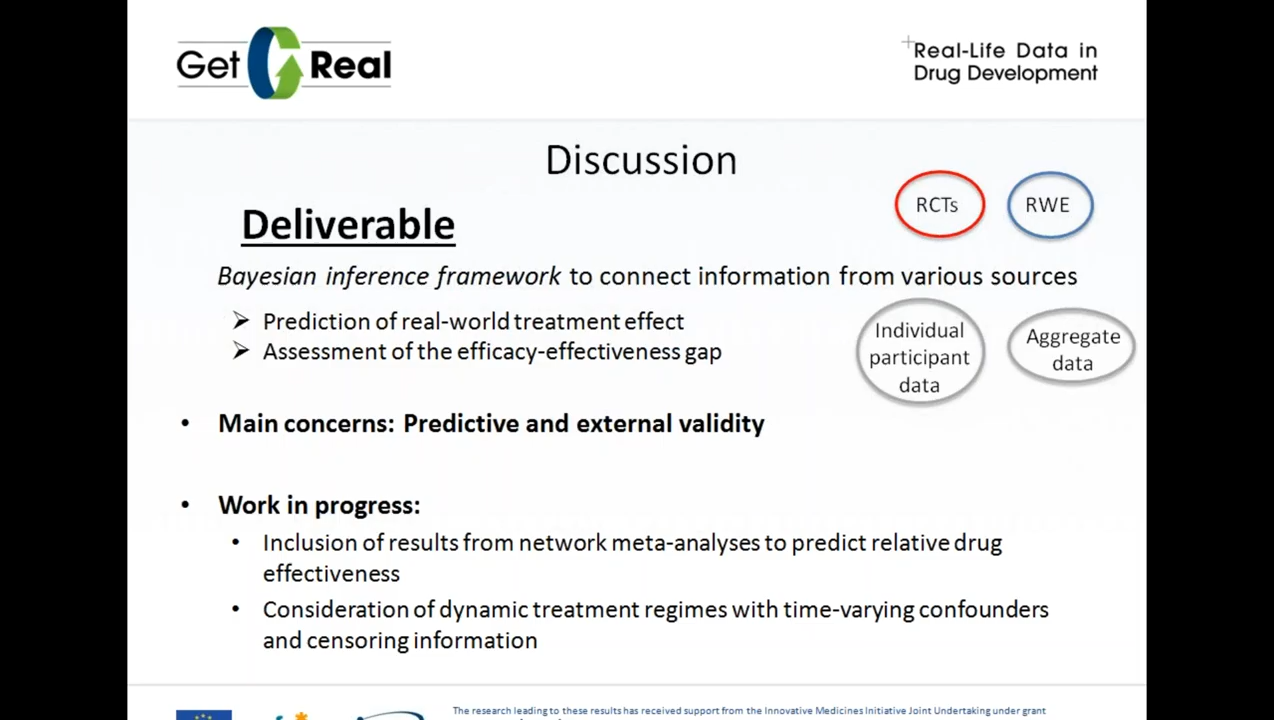 Get Real
Real-Life Data in
Drug Development
Discussion
RCTs
RWE
Deliverable
Bayesian inference framework to connect information from various sources
➢ Prediction of real-world treatment effect
➢ Assessment of the efficacy-effectiveness gap
Individual
participant
data
Aggregate
data
• Main concerns: Predictive and external validity
• Work in progress:
• Inclusion of results from network meta-analyses to predict relative drug
effectiveness
• Consideration of dynamic treatment regimes with time-varying confounders
and censoring information
The research leading to these results has received support from the Innovative Medicines Initiative Joint Undertaking under grant